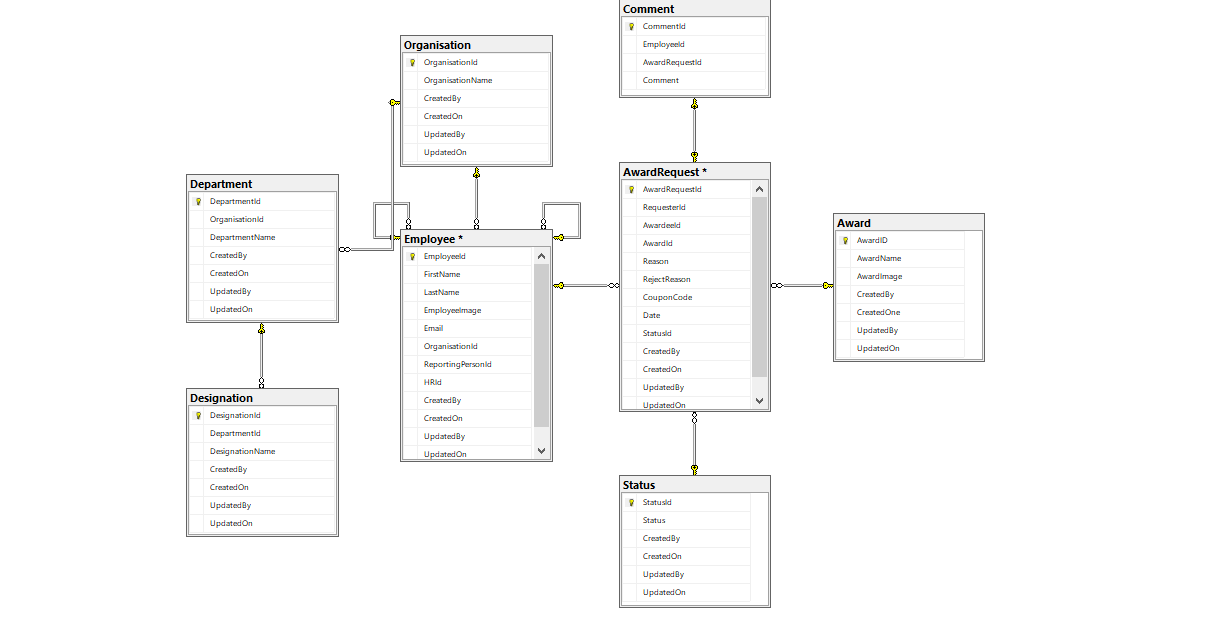 Comment
CommentId
EmployeeId
AwardRequestId
Comment
Organisation
OrganisationId
OrganisationName
CreatedBy
CreatedOn
UpdatedBy
UpdatedOn
Department
DepartmentId
OrganisationId
DepartmentName
CreatedBy
CreatedOn
UpdatedBy
UpdatedOn
Employee *
EmployeeId
FirstName
LastName
EmployeeImage
Email
OrganisationId
ReportingPersonId
HRId
CreatedBy
CreatedOn
UpdatedBy
UpdatedOn
AwardRequest *
AwardRequestId
RequesterId
AwardeeId
AwardId
Reason
RejectReason
CouponCode
Date
StatusId
CreatedBy
CreatedOn
UpdatedBy
UpdatedOn
Award
AwardID
AwardName
AwardImage
CreatedBy
CreatedOne
UpdatedBy
UpdatedOn
Designation
DesignationId
DepartmentId
DesignationName
CreatedBy
CreatedOn
UpdatedBy
UpdatedOn
Status
StatusId
Status
CreatedBy
CreatedOn
UpdatedBy
UpdatedOn